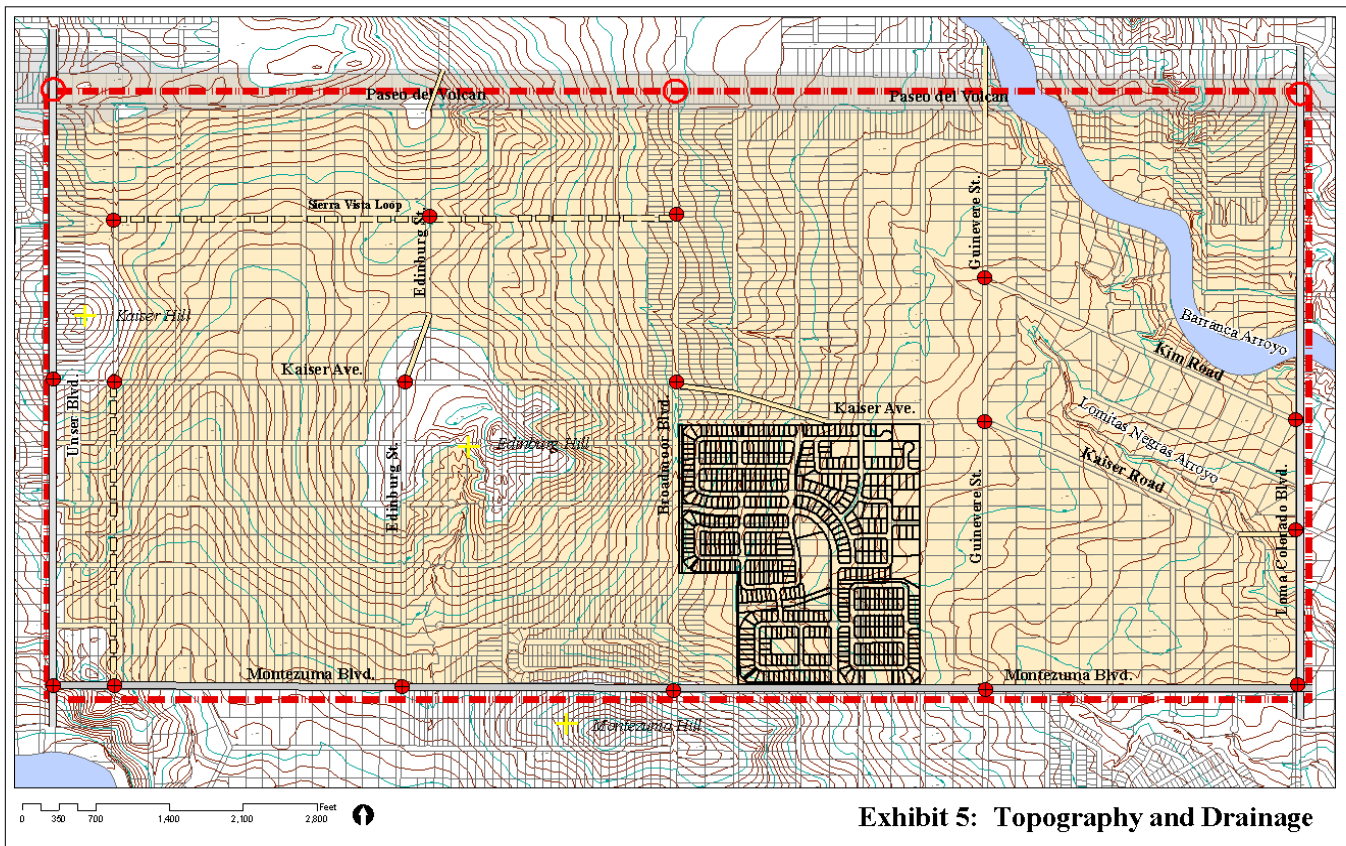 Paseo del Volcan
Paseo del Volcan
Sierra Vista Loop
Edinburg St.
Guinevere St.
Kaiser Hill
Barranca Arroyo
Kim Road
Kaiser Ave.
Unser Blvd.
Kaiser Ave.
Lomitas Negras Arroyo
Edinburg Hill
Broadmoor Blvd.
Edinburg St.
Kaiser Road
Guinevere St.
Loma Colorado Blvd.
Montezuma Blvd.
Montezuma Blvd.
Montezuma Hill
Feet
0 350 700 1,400 2,100 2,800
Exhibit 5: Topography and Drainage